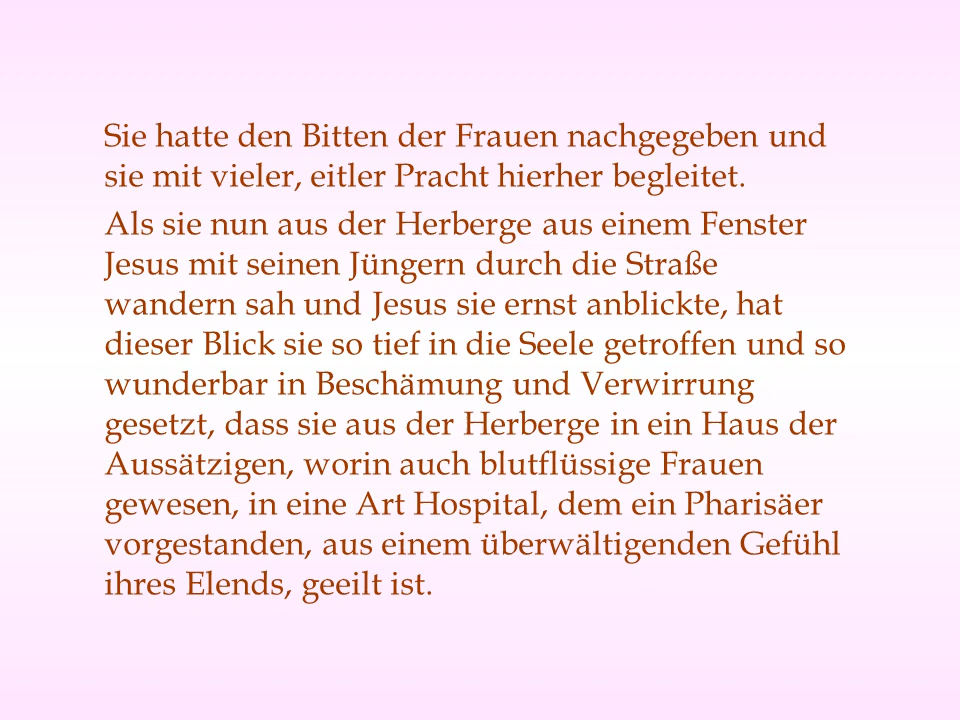 Sie hatte den Bitten der Frauen nachgegeben und
sie mit vieler, eitler Pracht hierher begleitet.
Als sie nun aus der Herberge aus einem Fenster
Jesus mit seinen Jüngern durch die Straße
wandern sah und Jesus sie ernst anblickte, hat
dieser Blick sie so tief in die Seele getroffen und so
wunderbar in Beschämung und Verwirrung
gesetzt, dass sie aus der Herberge in ein Haus der
Aussätzigen, worin auch blutflüssige Frauen
gewesen, in eine Art Hospital, dem ein Pharisäer
vorgestanden, aus einem überwältigenden Gefühl
ihres Elends, geeilt ist.